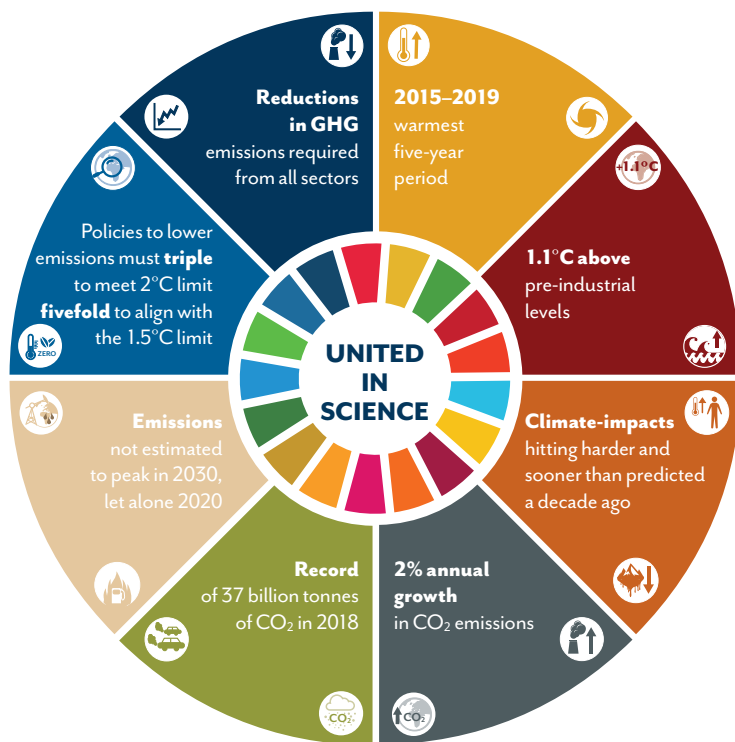 2015–2019
warmest
five-year
period
+1.1°C
1.1°C above
pre-industrial
levels
Climate-impacts
hitting harder and
sooner than predicted
a decade ago
2% annual
growth
in CO₂ emissions
CO₂
Record
of 37 billion tonnes
of CO₂ in 2018
CO₂
Emissions
not estimated
to peak in 2030,
let alone 2020
Policies to lower
emissions must triple
to meet 2°C limit
fivefold to align with
the 1.5°C limit
ZERO
Reductions
in GHG
emissions required
from all sectors
UNITED
IN
SCIENCE